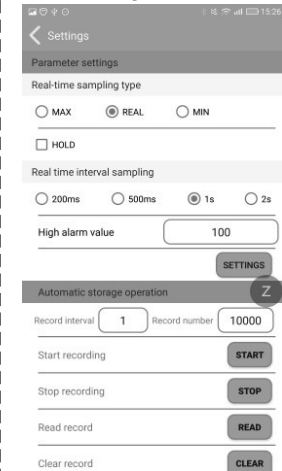 15:26
Settings
Parameter settings
Real-time sampling type
MAX REAL MIN
HOLD
Real time interval sampling
200ms 500ms 1s 2s
High alarm value 100
SETTINGS
Automatic storage operation Z
Record interval 1 Record number 10000
Start recording START
Stop recording STOP
Read record READ
Clear record CLEAR